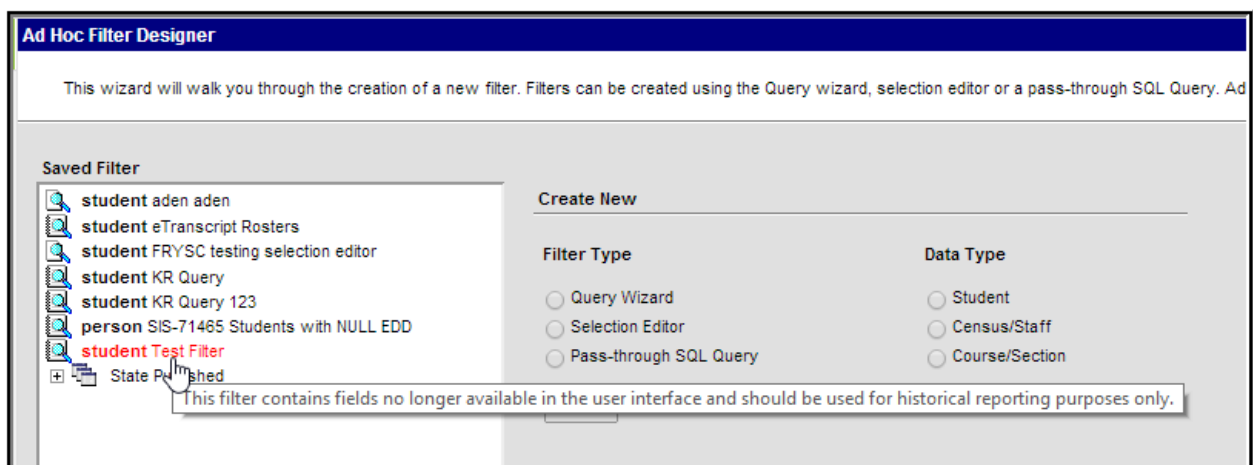 Ad Hoc Filter Designer
This wizard will walk you through the creation of a new filter. Filters can be created using the Query wizard, selection editor or a pass-through SQL Query. Ad
Saved Filter
student aden aden
student eTranscript Rosters
student FRYSC testing selection editor
student KR Query
student KR Query 123
person SIS-71465 Students with NULL EDD
student Test Filter
State Published
This filter contains fields no longer available in the user interface and should be used for historical reporting purposes only.
Create New
Filter Type
Query Wizard
Selection Editor
Pass-through SQL Query
Data Type
Student
Census/Staff
Course/Section